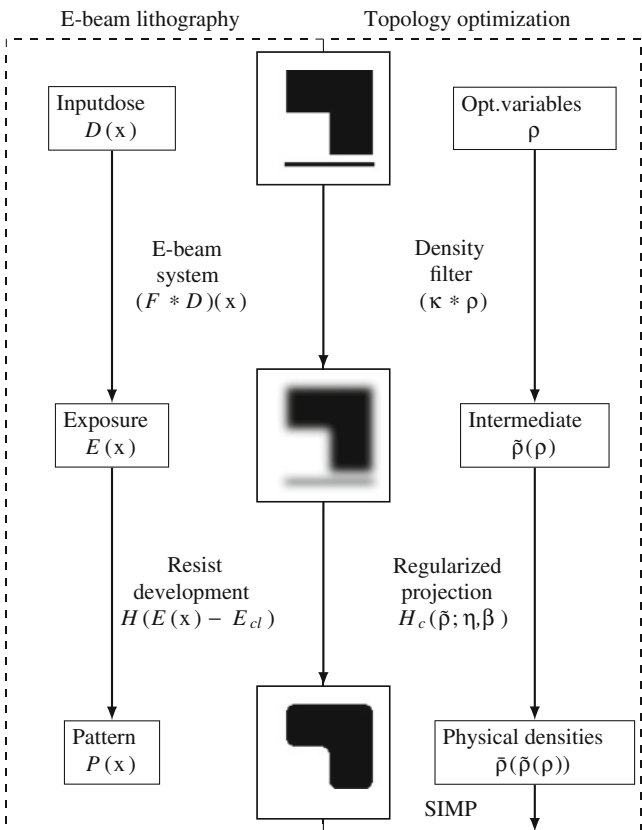 E-beam lithography
Topology optimization
Inputdose
D(x)
Opt.variables
ρ
E-beam
system
(F * D)(x)
Density
filter
(κ * ρ)
Exposure
E(x)
Intermediate
ρ̃(ρ)
Resist
development
H(E(x) − E_cl)
Regularized
projection
H_c(ρ̃; η,β)
Pattern
P(x)
Physical densities
ρ̄(ρ̃(ρ))
SIMP